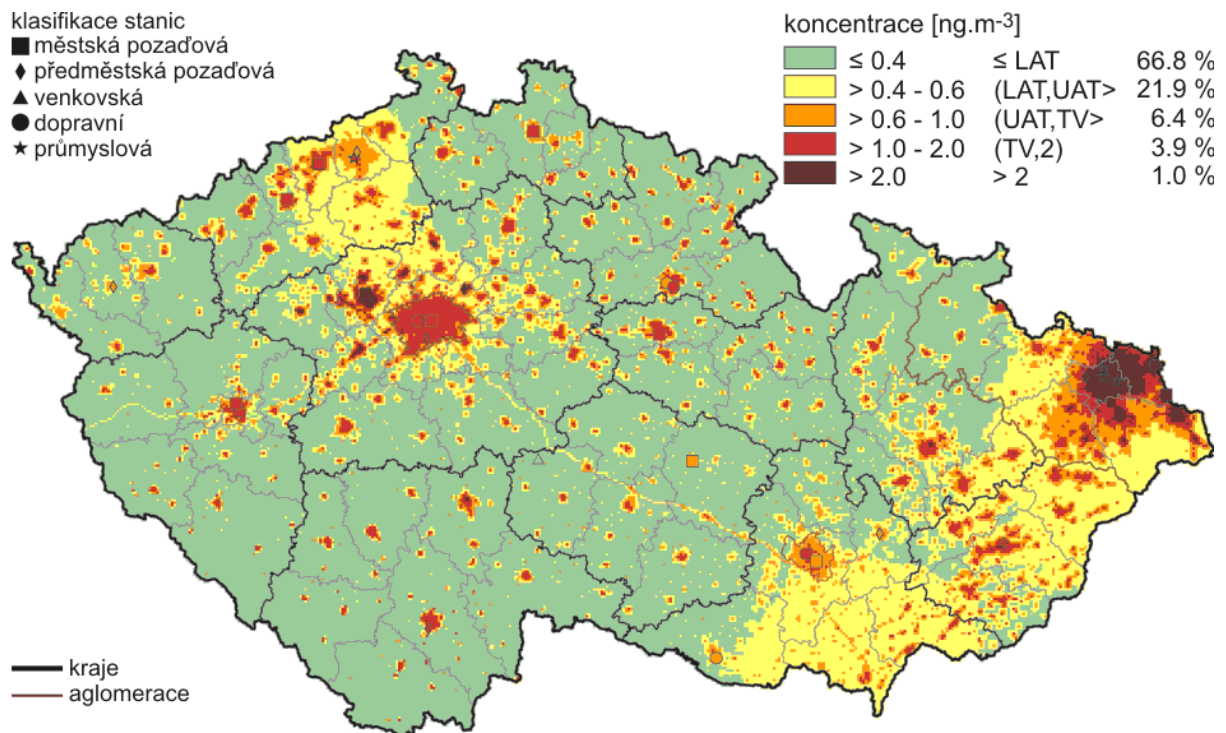 klasifikace stanic
městská pozaďová
předměstská pozaďová
venkovská
dopravní
průmyslová
koncentrace [ng.m⁻³]
≤ 0.4 ≤ LAT 66.8 %
> 0.4 - 0.6 (LAT,UAT> 21.9 %
> 0.6 - 1.0 (UAT,TV> 6.4 %
> 1.0 - 2.0 (TV,2) 3.9 %
> 2.0 > 2 1.0 %
kraje
aglomerace